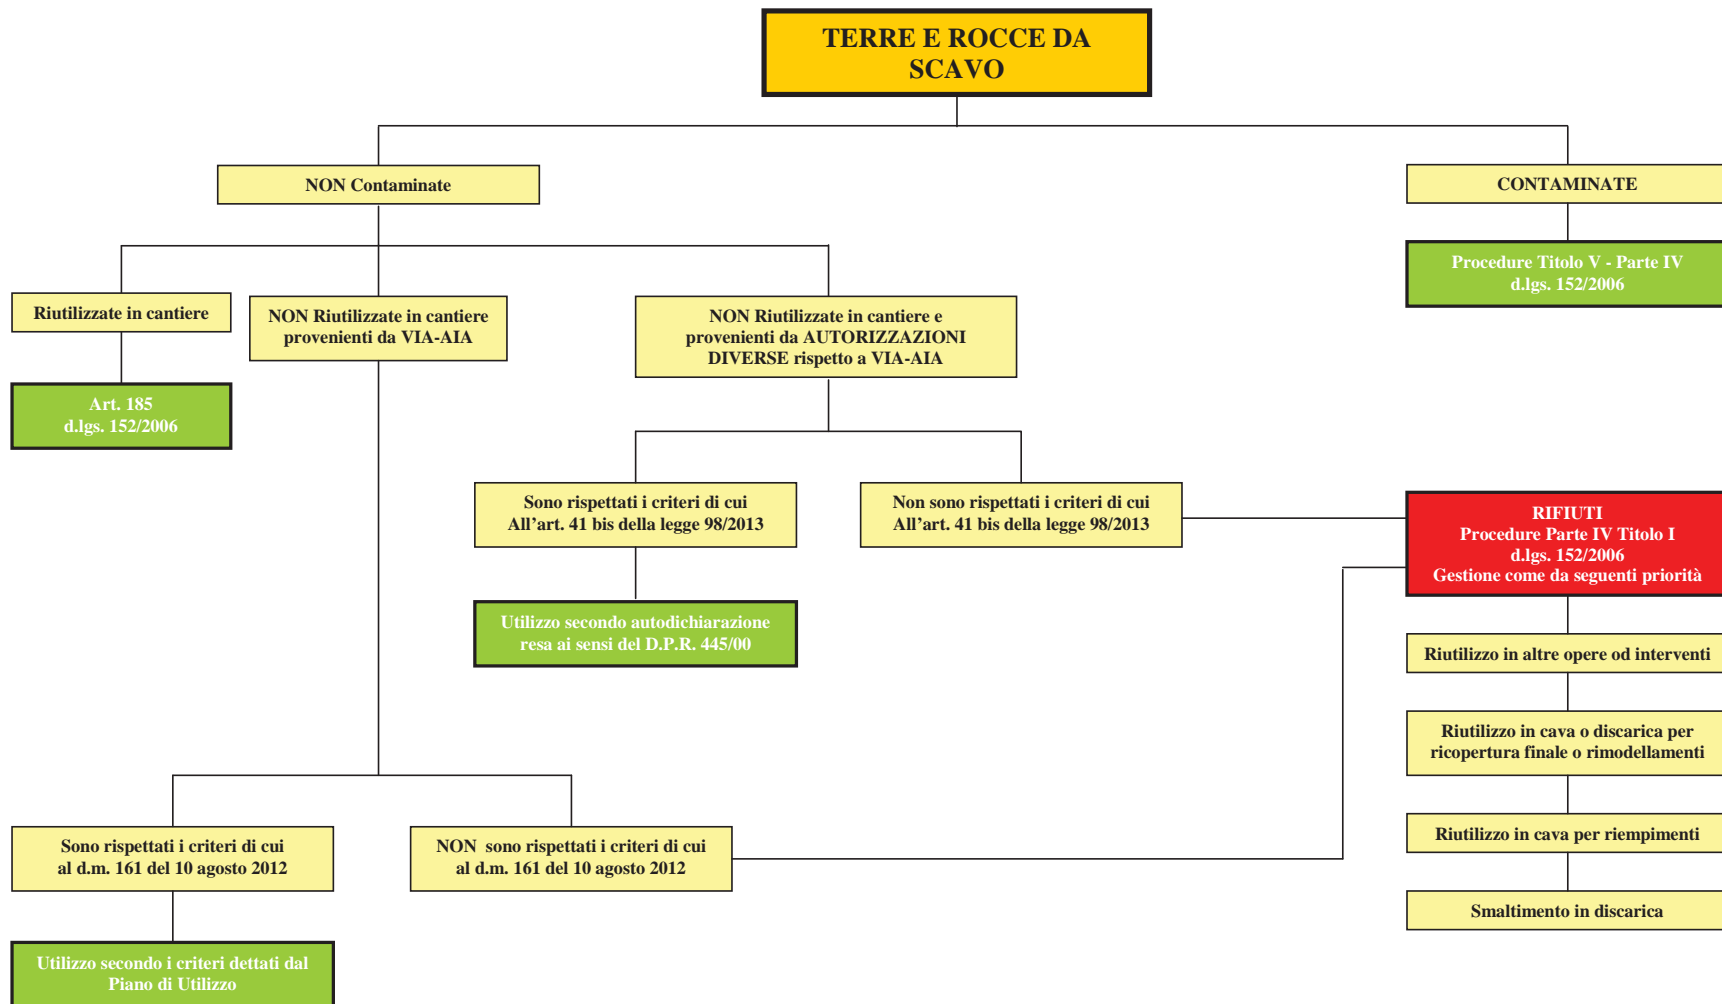 TERRE E ROCCE DA
SCAVO
NON Contaminate
CONTAMINATE
Procedure Titolo V - Parte IV
d.lgs. 152/2006
Riutilizzate in cantiere
NON Riutilizzate in cantiere
provenienti da VIA-AIA
NON Riutilizzate in cantiere e
provenienti da AUTORIZZAZIONI
DIVERSE rispetto a VIA-AIA
Art. 185
d.lgs. 152/2006
Sono rispettati i criteri di cui
All'art. 41 bis della legge 98/2013
Non sono rispettati i criteri di cui
All'art. 41 bis della legge 98/2013
RIFIUTI
Procedure Parte IV Titolo I
d.lgs. 152/2006
Gestione come da seguenti priorità
Utilizzo secondo autodichiarazione
resa ai sensi del D.P.R. 445/00
Riutilizzo in altre opere od interventi
Riutilizzo in cava o discarica per
ricopertura finale o rimodellamenti
Riutilizzo in cava per riempimenti
Smaltimento in discarica
Sono rispettati i criteri di cui
al d.m. 161 del 10 agosto 2012
NON sono rispettati i criteri di cui
al d.m. 161 del 10 agosto 2012
Utilizzo secondo i criteri dettati dal
Piano di Utilizzo